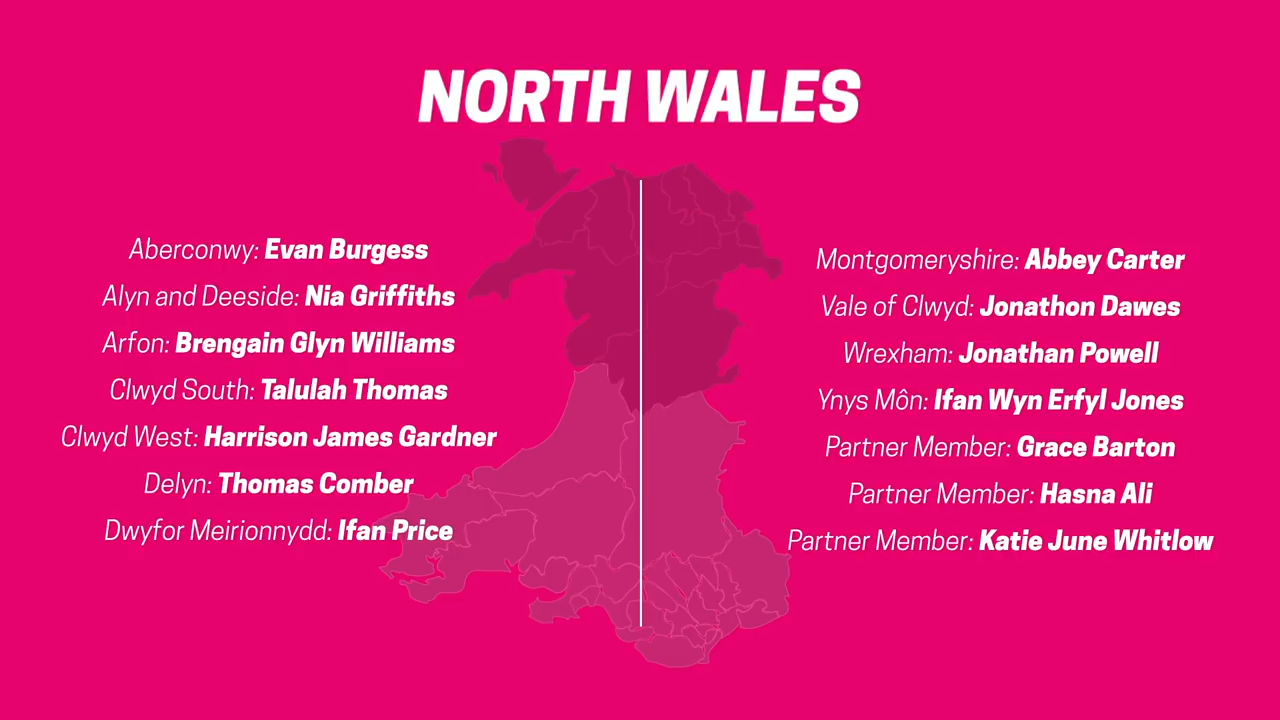 NORTH WALES
Aberconwy: Evan Burgess
Alyn and Deeside: Nia Griffiths
Arfon: Brengain Glyn Williams
Clwyd South: Talulah Thomas
Clwyd West: Harrison James Gardner
Delyn: Thomas Comber
Dwyfor Meirionnydd: Ifan Price
Montgomeryshire: Abbey Carter
Vale of Clwyd: Jonathon Dawes
Wrexham: Jonathan Powell
Ynys Môn: Ifan Wyn Erfyl Jones
Partner Member: Grace Barton
Partner Member: Hasna Ali
Partner Member: Katie June Whitlow